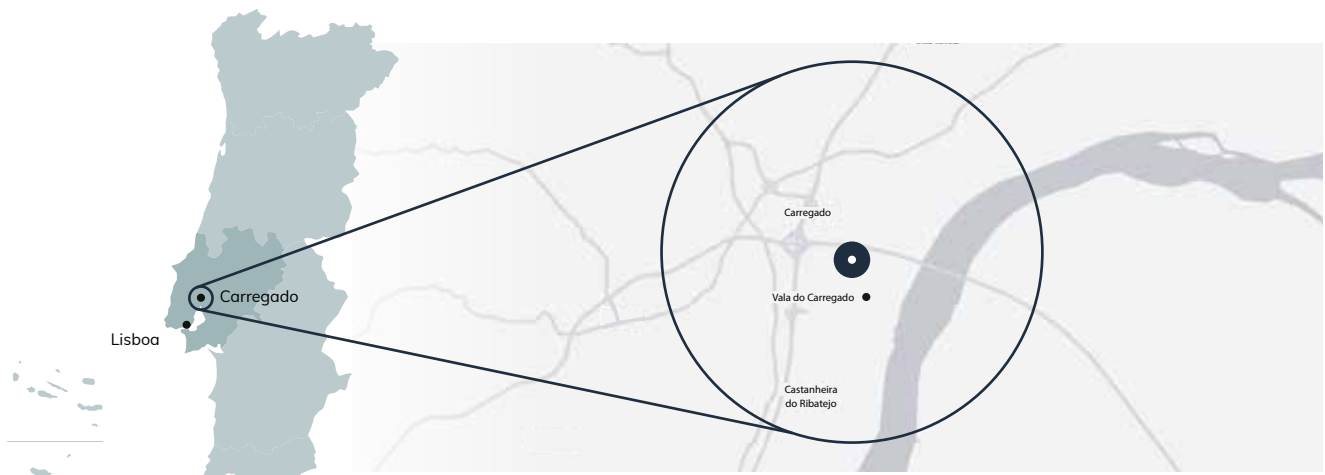 Carregado
Lisboa
Carregado
Vala do Carregado
Castanheira
do Ribatejo